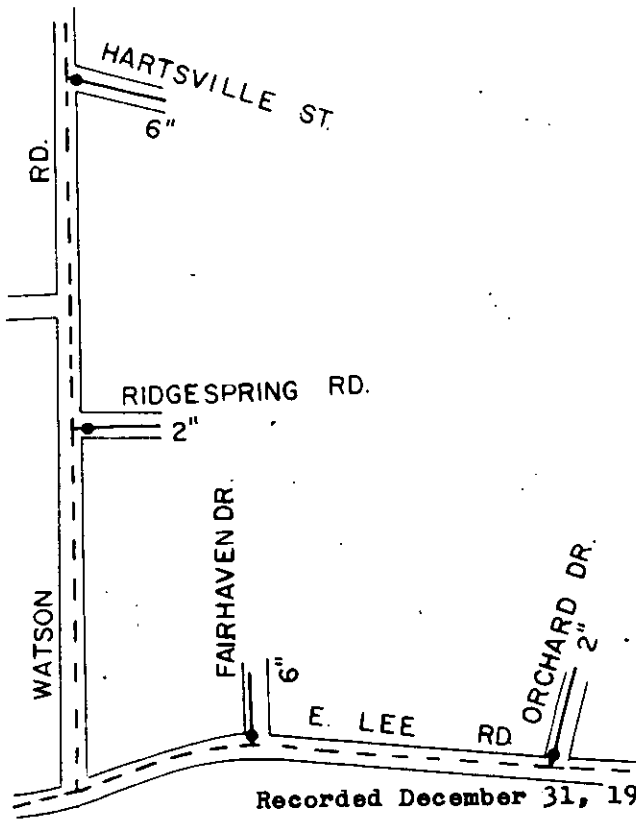 HARTSVILLE ST.
6"
RD.
RIDGESPRING RD.
2"
WATSON
FAIRHAVEN DR.
6"
ORCHARD DR.
2"
E. LEE RD.
Recorded December 31, 19